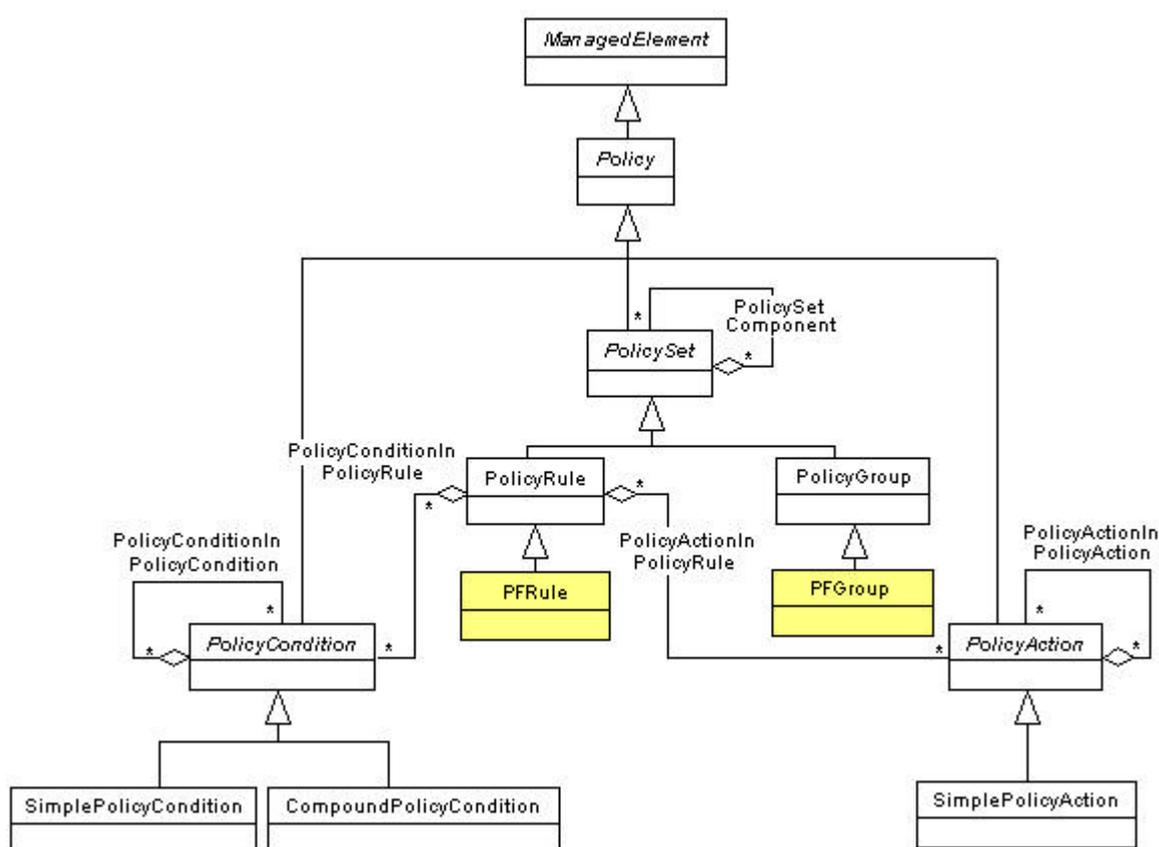 ManagedElement
Policy
*
PolicySet
Component
PolicySet
*
PolicyConditionIn
PolicyRule
PolicyRule
*
*
PolicyGroup
PolicyActionIn
PolicyRule
PolicyConditionIn
PolicyCondition
PolicyActionIn
PolicyAction
PFRule
PFGroup
*
*
PolicyCondition
*
*
*
PolicyAction
*
*
SimplePolicyCondition
CompoundPolicyCondition
SimplePolicyAction